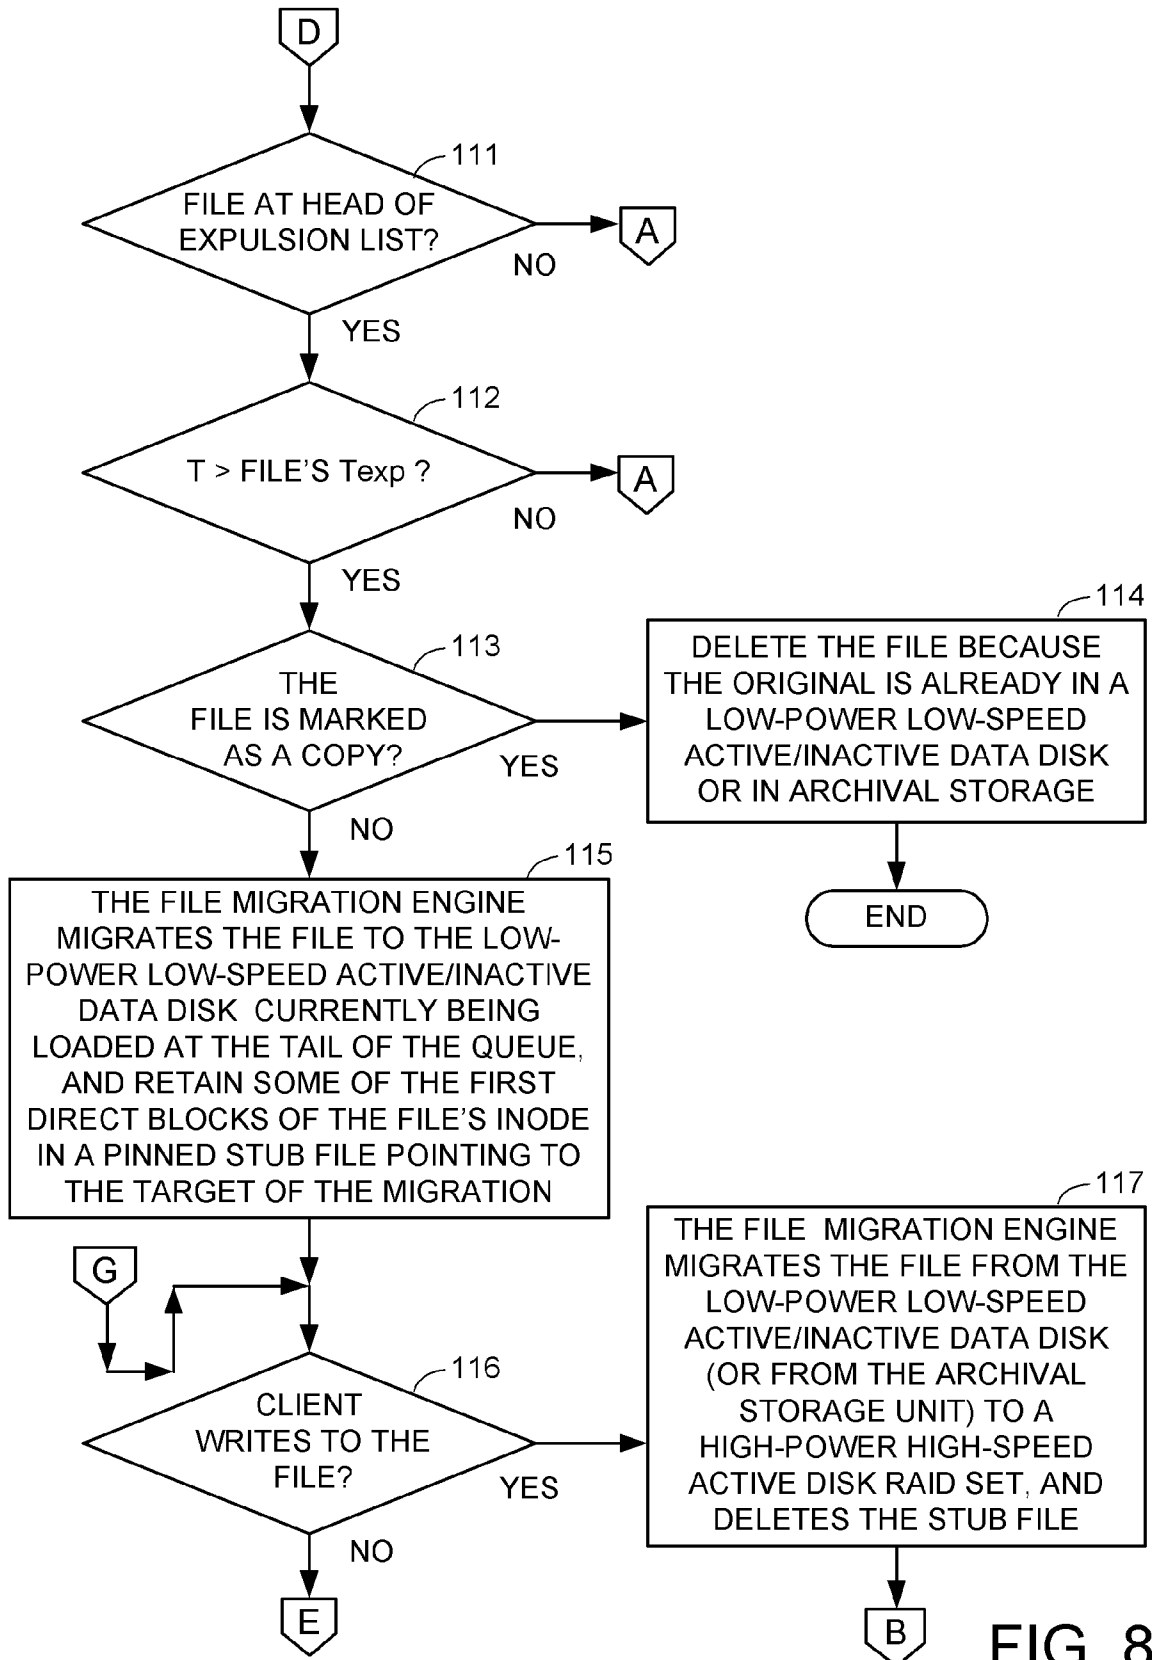 D
111
FILE AT HEAD OF
EXPULSION LIST?
A
NO
YES
112
T > FILE'S Texp ?
A
NO
YES
113
THE
FILE IS MARKED
AS A COPY?
YES
NO
114
DELETE THE FILE BECAUSE
THE ORIGINAL IS ALREADY IN A
LOW-POWER LOW-SPEED
ACTIVE/INACTIVE DATA DISK
OR IN ARCHIVAL STORAGE
END
115
THE FILE MIGRATION ENGINE
MIGRATES THE FILE TO THE LOW-
POWER LOW-SPEED ACTIVE/INACTIVE
DATA DISK CURRENTLY BEING
LOADED AT THE TAIL OF THE QUEUE,
AND RETAIN SOME OF THE FIRST
DIRECT BLOCKS OF THE FILE'S INODE
IN A PINNED STUB FILE POINTING TO
THE TARGET OF THE MIGRATION
G
116
CLIENT
WRITES TO THE
FILE?
YES
NO
E
117
THE FILE MIGRATION ENGINE
MIGRATES THE FILE FROM THE
LOW-POWER LOW-SPEED
ACTIVE/INACTIVE DATA DISK
(OR FROM THE ARCHIVAL
STORAGE UNIT) TO A
HIGH-POWER HIGH-SPEED
ACTIVE DISK RAID SET, AND
DELETES THE STUB FILE
B
FIG. 8